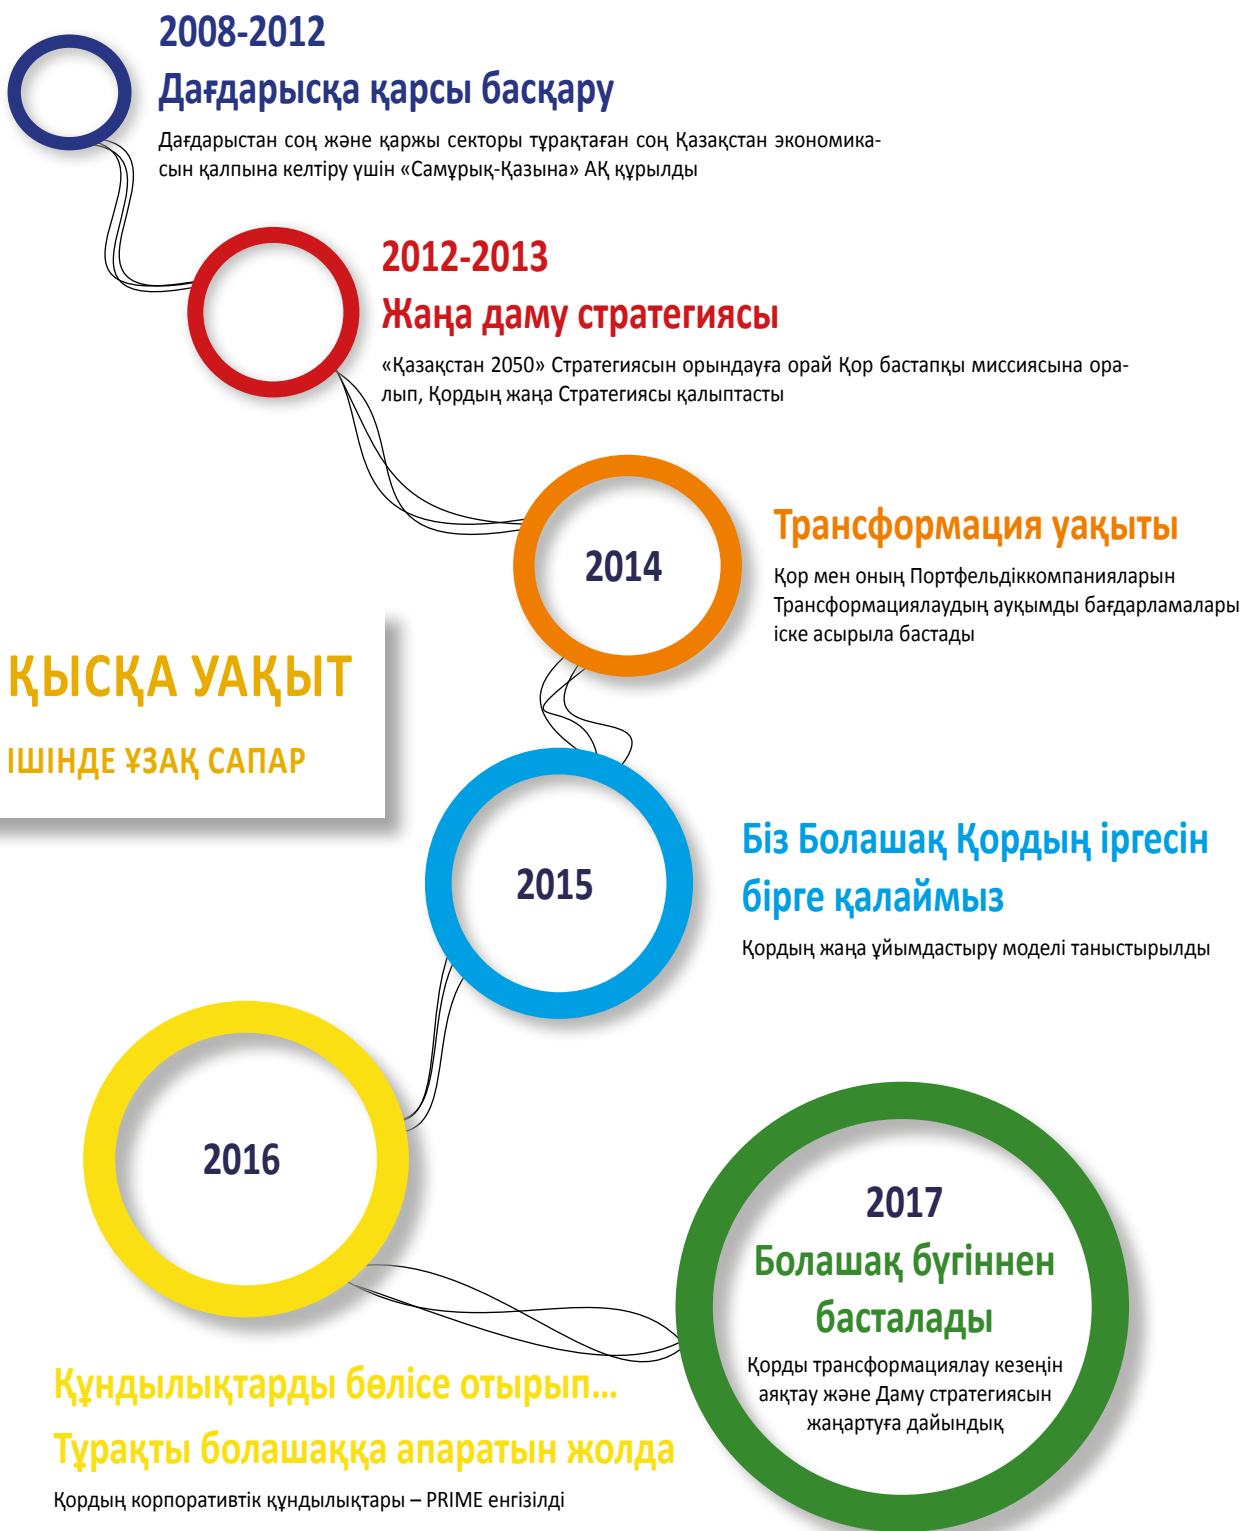 2008-2012
Дағдарысқа қарсы басқару
Дағдарыстан соң және қаржы секторы тұрақтаған соң Қазақстан экономика-
сын қалпына келтіру үшін «Самұрық-Қазына» АҚ құрылды
2012-2013
Жаңа даму стратегиясы
«Қазақстан 2050» Стратегиясын орындауға орай Қор бастапқы миссиясына ора-
лып, Қордың жаңа Стратегиясы қалыптасты
2014
Трансформация уақыты
Қор мен оның Портфельдіккомпанияларын
Трансформациялаудың ауқымды бағдарламалары
іске асырыла бастады
ҚЫСҚА УАҚЫТ
ІШІНДЕ ҰЗАҚ САПАР
2015
Біз Болашақ Қордың іргесін
бірге қалаймыз
Қордың жаңа ұйымдастыру моделі таныстырылды
2016
Құндылықтарды бөлісе отырып...
Тұрақты болашаққа апаратын жолда
Қордың корпоративтік құндылықтары – PRIME енгізілді
2017
Болашақ бүгіннен
басталады
Қорды трансформациялау кезеңін
аяқтау және Даму стратегиясын
жаңартуға дайындық